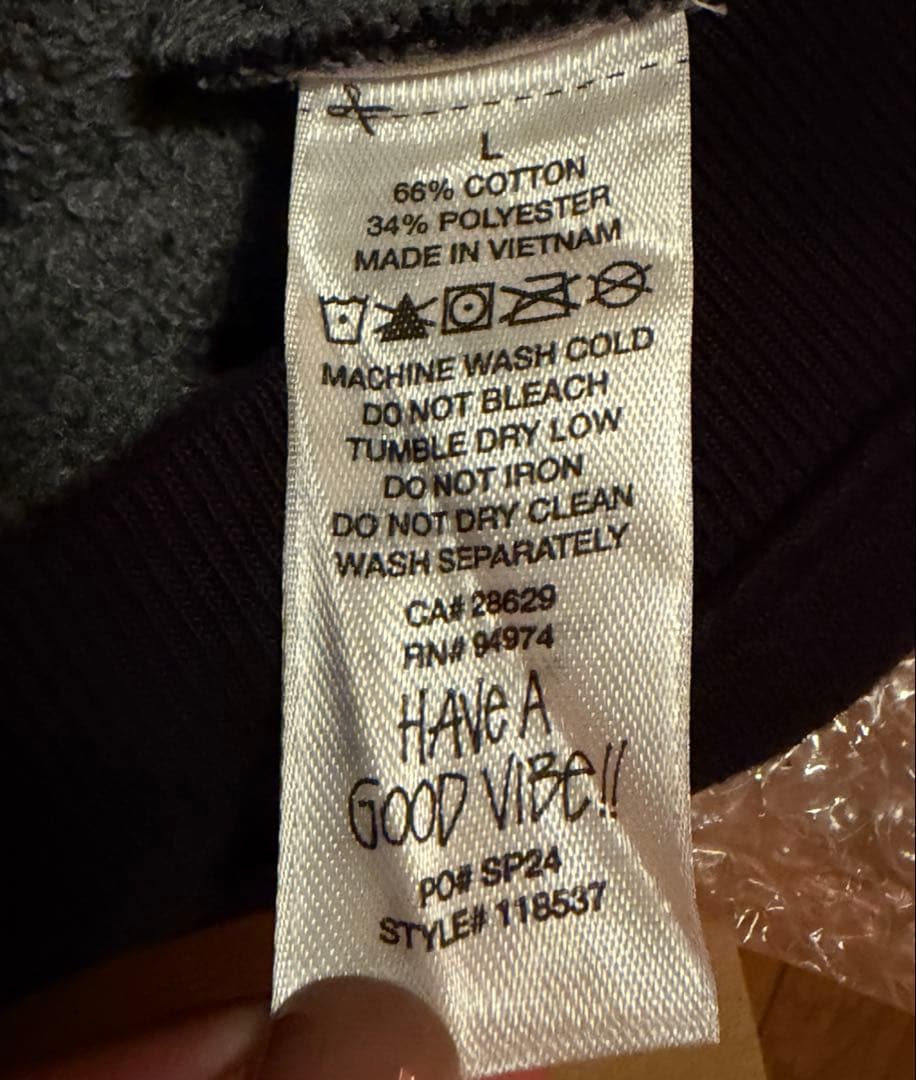 L
66% COTTON
34% POLYESTER
MADE IN VIETNAM
MACHINE WASH COLD
DO NOT BLEACH
TUMBLE DRY LOW
DO NOT IRON
DO NOT DRY CLEAN
WASH SEPARATELY
CA# 28629
RN# 94974
HAVE A
GOOD VIBE!!
PO# SP24
STYLE# 118537